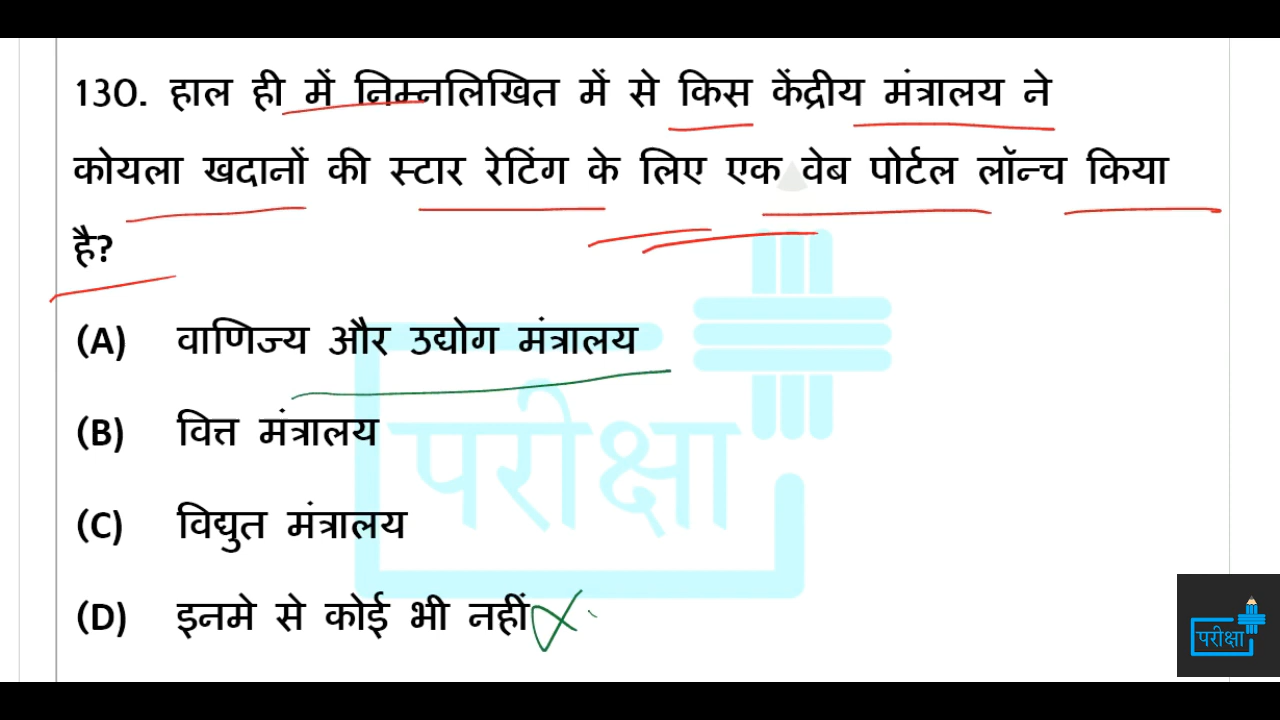 130. हाल ही में निम्नलिखित में से किस केंद्रीय मंत्रालय ने
कोयला खदानों की स्टार रेटिंग के लिए एक वेब पोर्टल लॉन्च किया
है?
(A) वाणिज्य और उद्योग मंत्रालय
(B) वित्त मंत्रालय
(C) विद्युत मंत्रालय
(D) इनमे से कोई भी नहीं
परीक्षा
परीक्षा